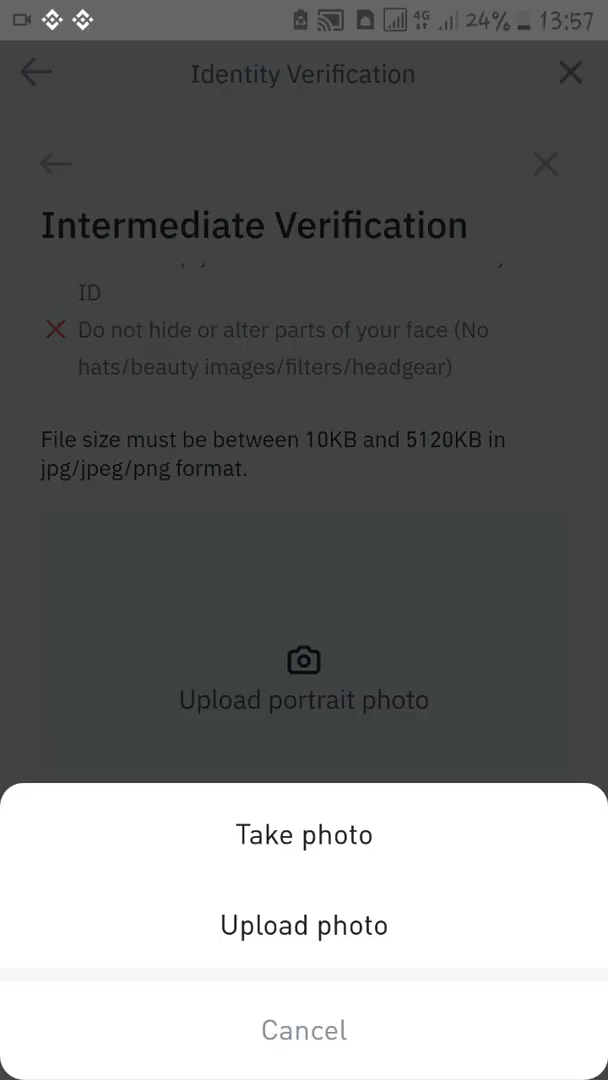 4G 24% 13:57
Identity Verification
Intermediate Verification
ID
Do not hide or alter parts of your face (No
hats/beauty images/filters/headgear)
File size must be between 10KB and 5120KB in
jpg/jpeg/png format.
Upload portrait photo
Take photo
Upload photo
Cancel